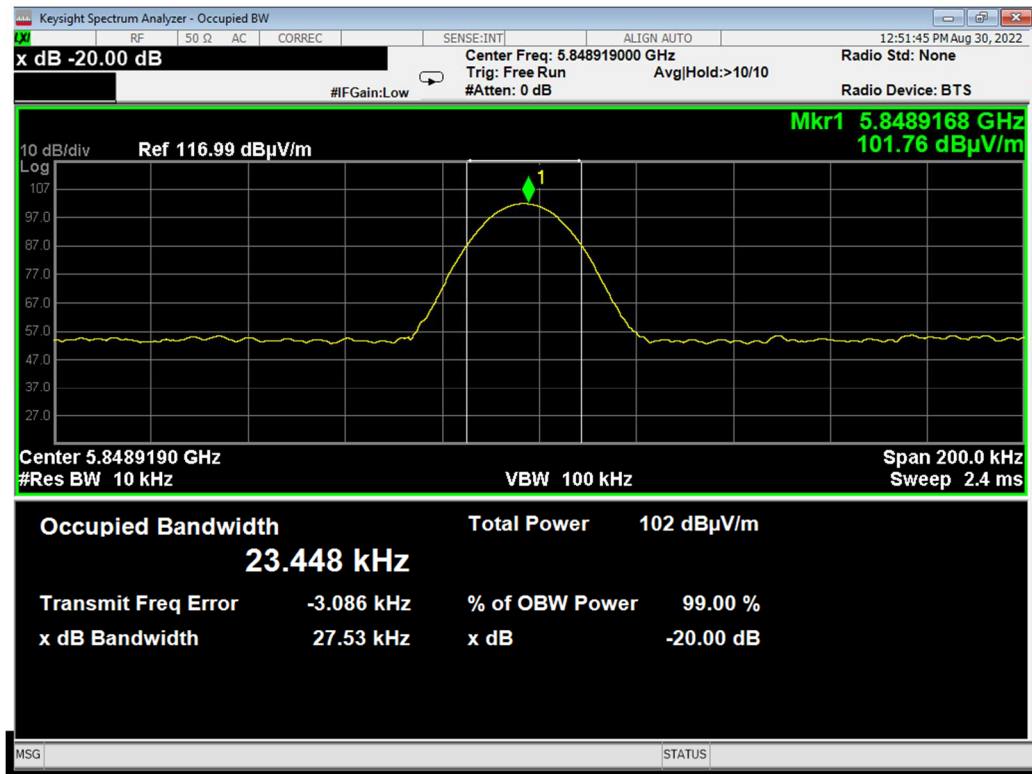 Keysight Spectrum Analyzer - Occupied BW
LXI RF 50 Ω AC CORREC SENSE:INT ALIGN AUTO 12:51:45 PM Aug 30, 2022
x dB -20.00 dB
Center Freq: 5.848919000 GHz Radio Std: None
Trig: Free Run Avg|Hold:>10/10
#IFGain:Low #Atten: 0 dB Radio Device: BTS
Mkr1 5.8489168 GHz
10 dB/div Ref 116.99 dBµV/m 101.76 dBµV/m
Log
107
97.0
87.0
77.0
67.0
57.0
47.0
37.0
27.0
1
Center 5.8489190 GHz Span 200.0 kHz
#Res BW 10 kHz VBW 100 kHz Sweep 2.4 ms
Occupied Bandwidth Total Power 102 dBµV/m
23.448 kHz
Transmit Freq Error -3.086 kHz % of OBW Power 99.00 %
x dB Bandwidth 27.53 kHz x dB -20.00 dB
MSG STATUS